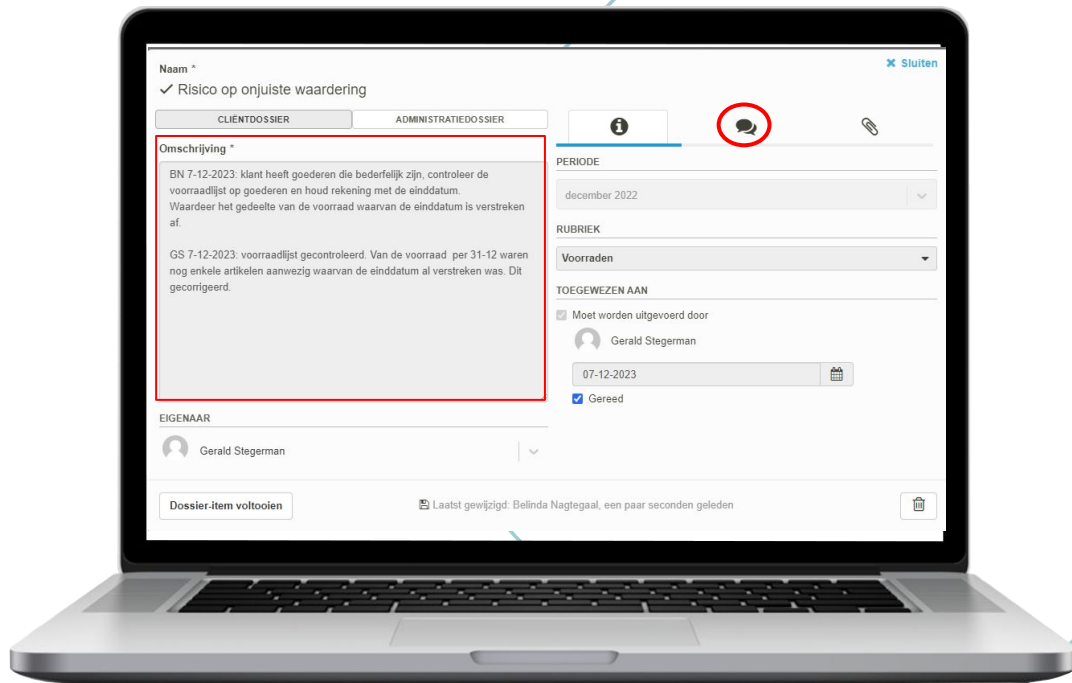 Naam *
✕ Sluiten
✓ Risico op onjuiste waardering
CLIËNTDOSSIER
ADMINISTRATIEDOSSIER
Omschrijving *
BN 7-12-2023: klant heeft goederen die bederfelijk zijn, controleer de
voorraadlijst op goederen en houd rekening met de einddatum.
Waardeer het gedeelte van de voorraad waarvan de einddatum is verstreken
af.
GS 7-12-2023: voorraadlijst gecontroleerd. Van de voorraad per 31-12 waren
nog enkele artikelen aanwezig waarvan de einddatum al verstreken was. Dit
gecorrigeerd.
EIGENAAR
Gerald Stegerman
PERIODE
december 2022
RUBRIEK
Voorraden
TOEGEWEZEN AAN
Moet worden uitgevoerd door
Gerald Stegerman
07-12-2023
Gereed
Dossier-item voltooien
Laatst gewijzigd: Belinda Nagtegaal, een paar seconden geleden